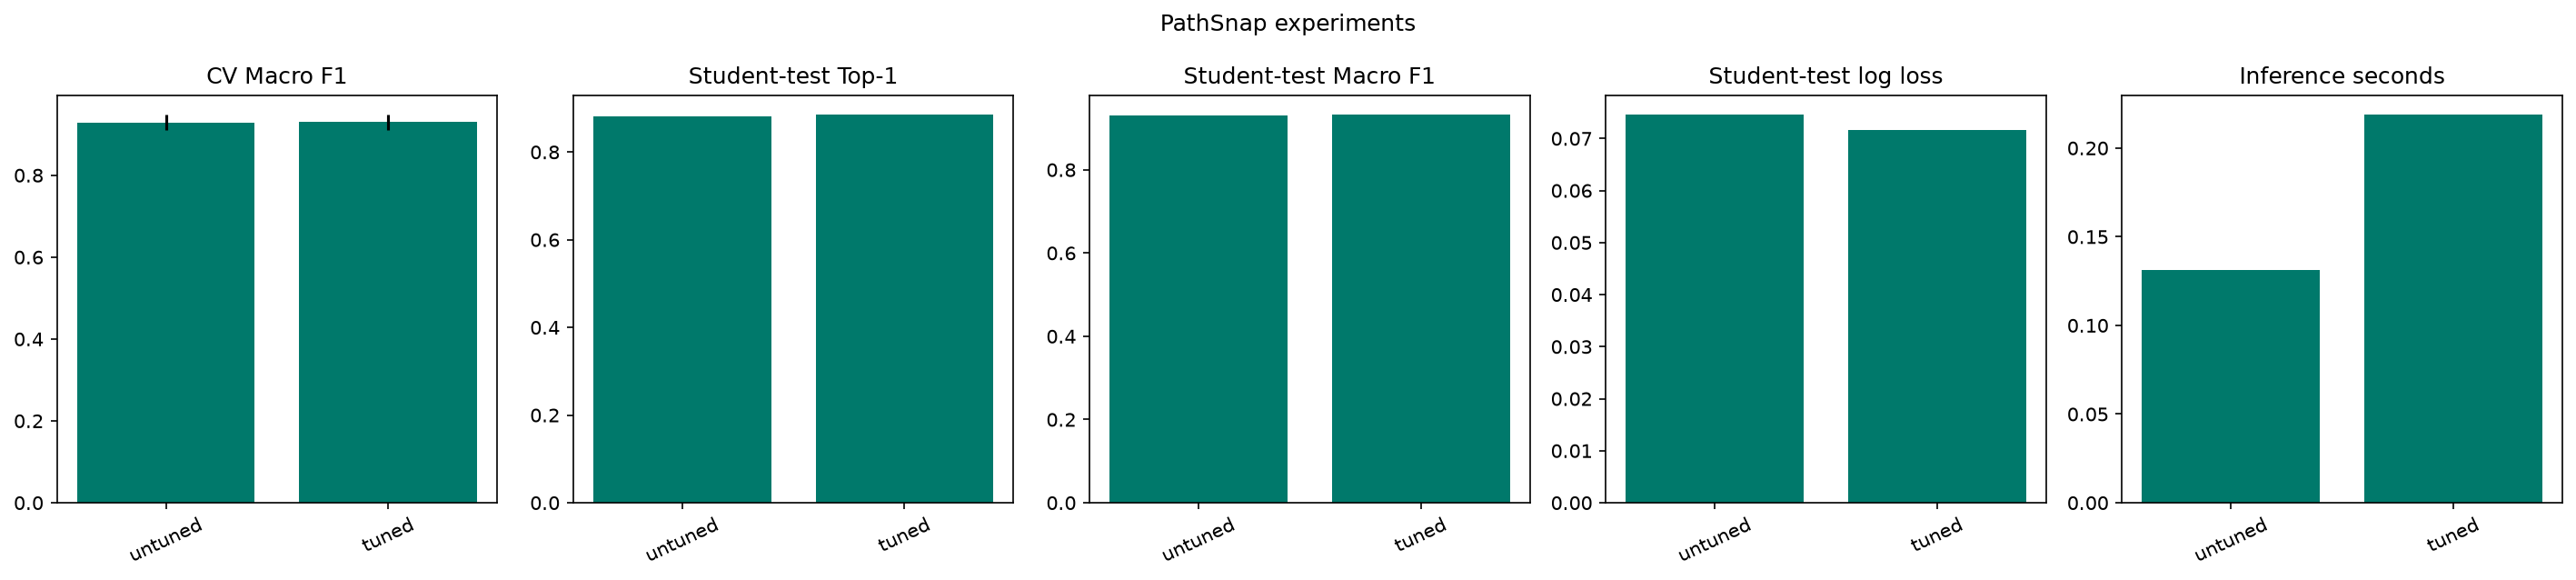 PathSnap experiments
CV Macro F1
0.8
0.6
0.4
0.2
0.0
untuned
tuned
Student-test Top-1
0.8
0.6
0.4
0.2
0.0
untuned
tuned
Student-test Macro F1
0.8
0.6
0.4
0.2
0.0
untuned
tuned
Student-test log loss
0.07
0.06
0.05
0.04
0.03
0.02
0.01
0.00
untuned
tuned
Inference seconds
0.20
0.15
0.10
0.05
0.00
untuned
tuned